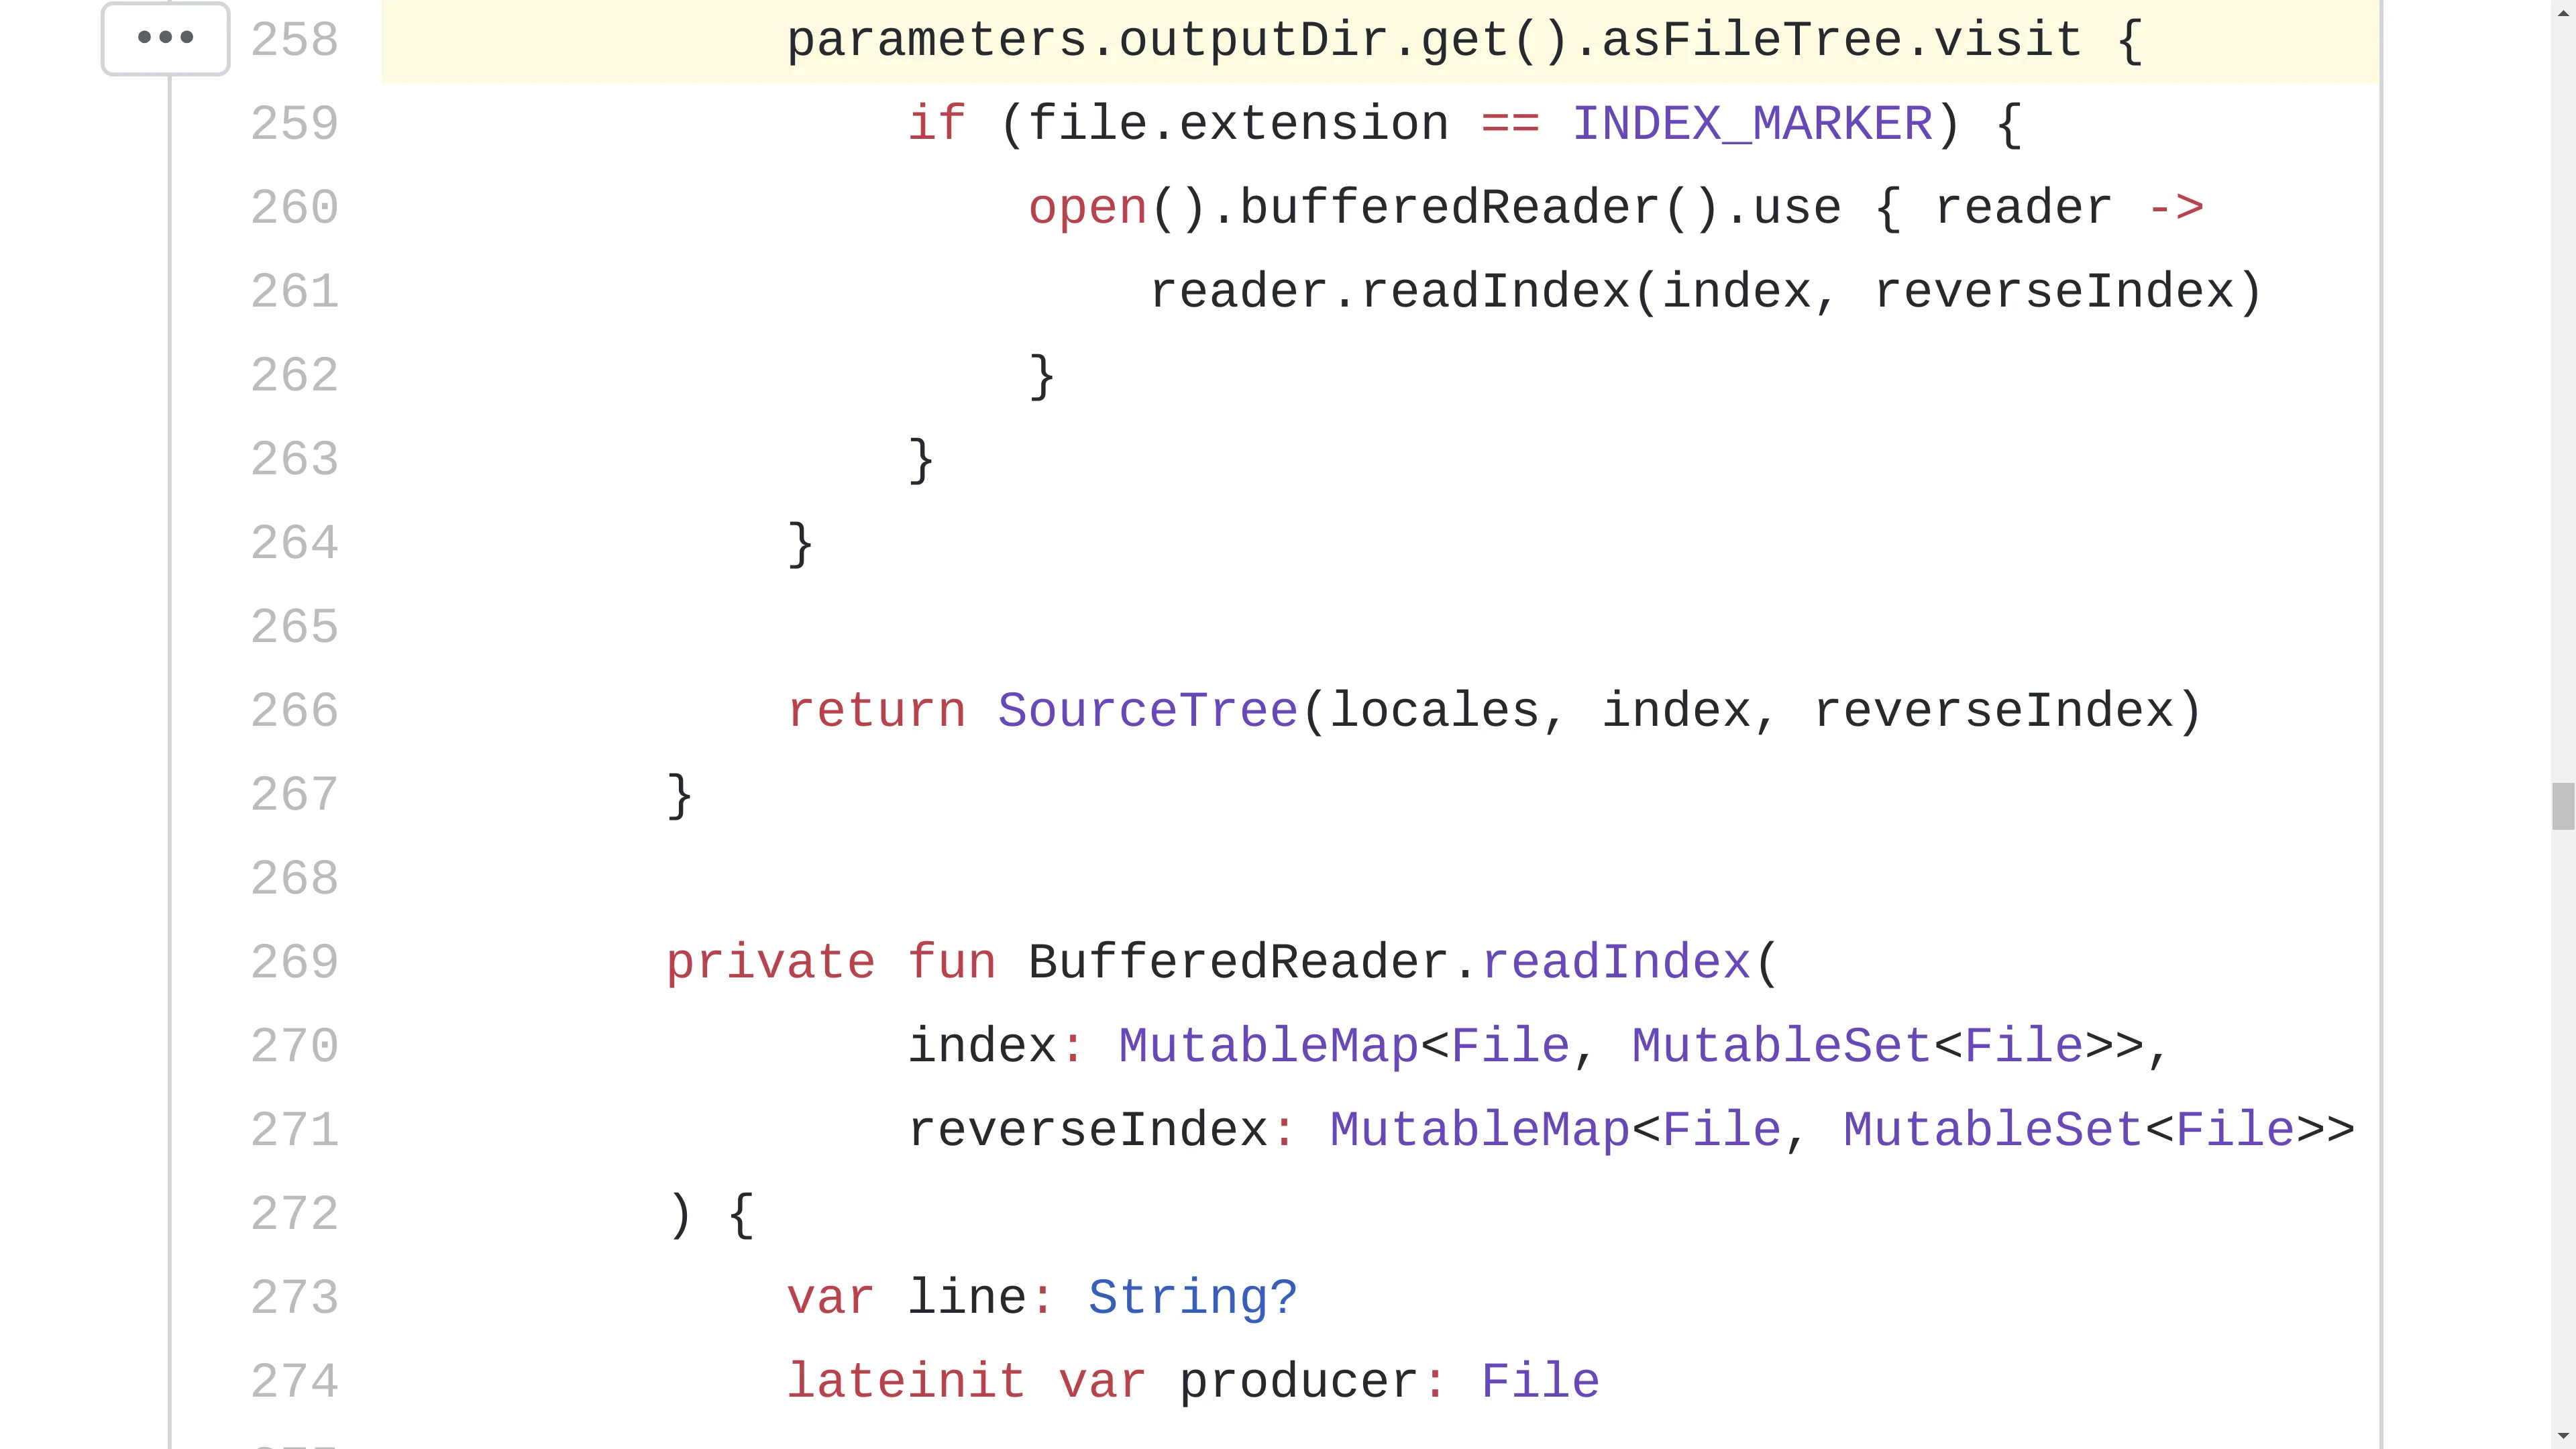 258 parameters.outputDir.get().asFileTree.visit {
259 if (file.extension == INDEX_MARKER) {
260 open().bufferedReader().use { reader ->
261 reader.readIndex(index, reverseIndex)
262 }
263 }
264 }
265
266 return SourceTree(locales, index, reverseIndex)
267 }
268
269 private fun BufferedReader.readIndex(
270 index: MutableMap<File, MutableSet<File>>,
271 reverseIndex: MutableMap<File, MutableSet<File>>
272 ) {
273 var line: String?
274 lateinit var producer: File